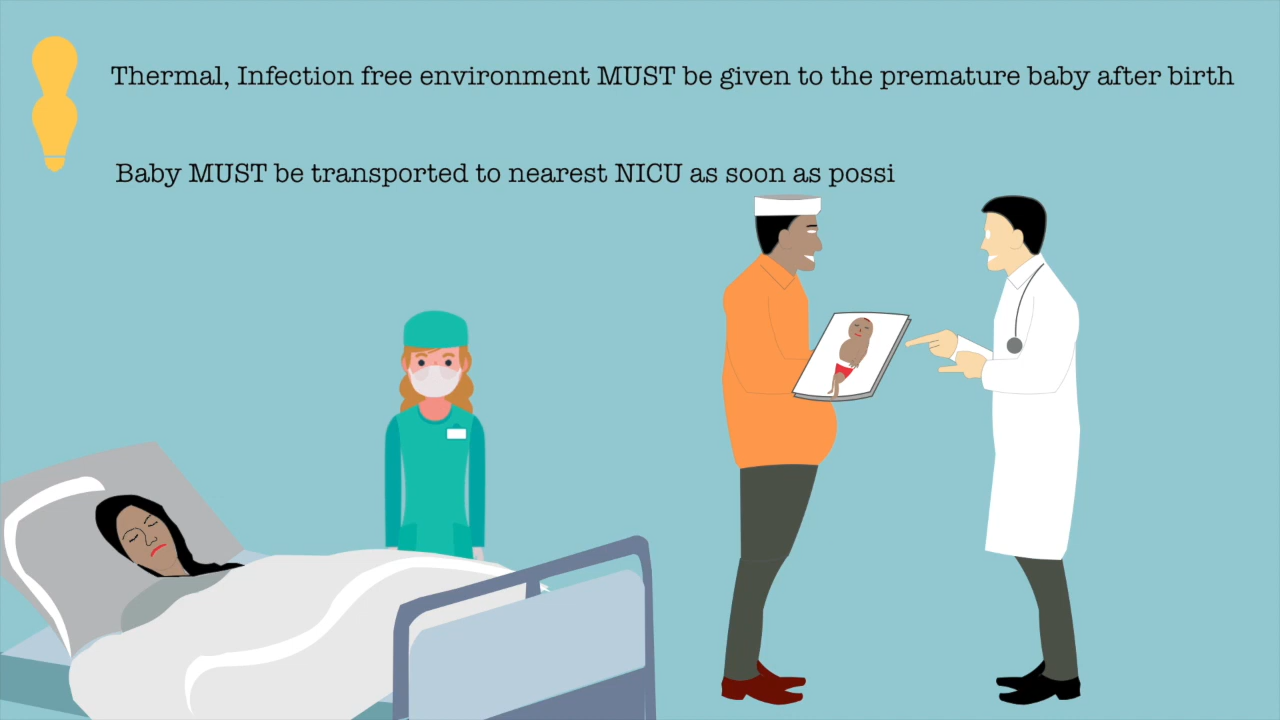 Thermal, Infection free environment MUST be given to the premature baby after birth
Baby MUST be transported to nearest NICU as soon as possi